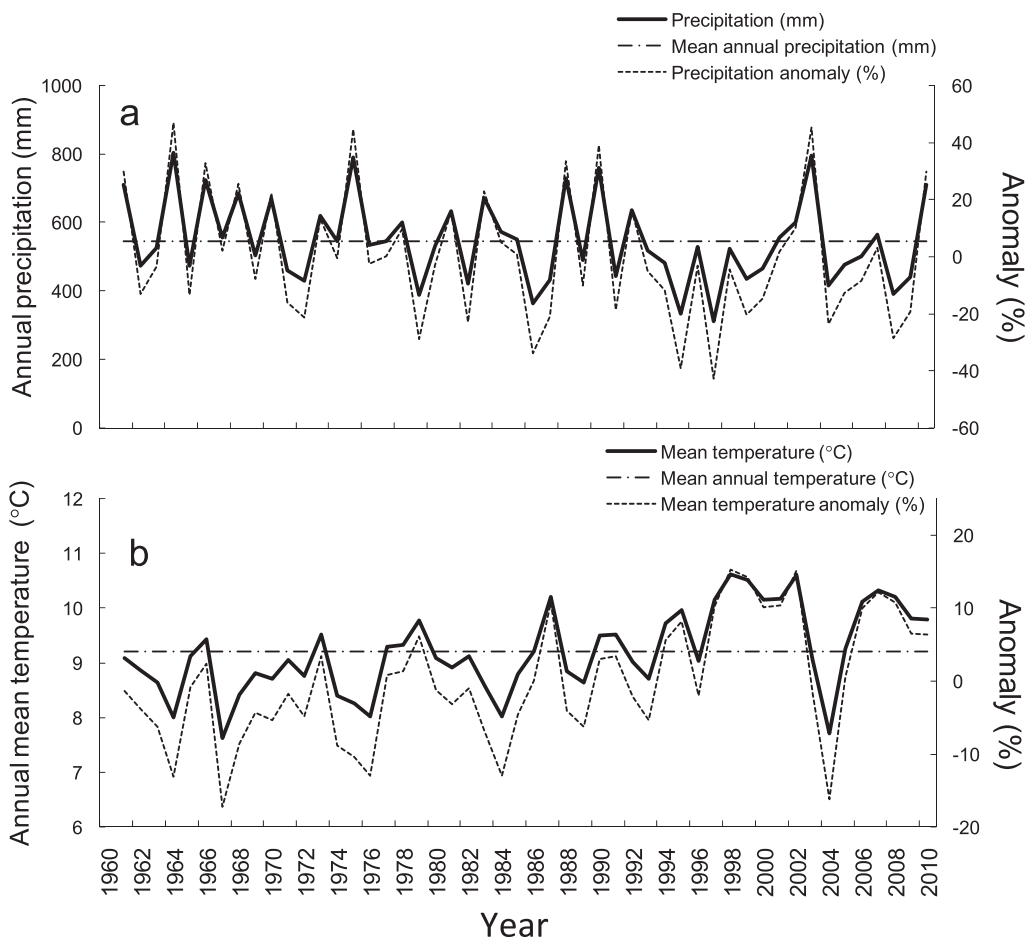 Precipitation (mm)
Mean annual precipitation (mm)
Precipitation anomaly (%)
a
Annual precipitation (mm)
1000
800
600
400
200
0
60
40
20
0
-20
-40
-60
Anomaly (%)
Mean temperature (°C)
Mean annual temperature (°C)
Mean temperature anomaly (%)
b
Annual mean temperature (°C)
12
11
10
9
8
7
6
20
10
0
-10
-20
Anomaly (%)
1960 1962 1964 1966 1968 1970 1972 1974 1976 1978 1980 1982 1984 1986 1988 1990 1992 1994 1996 1998 2000 2002 2004 2006 2008 2010
Year